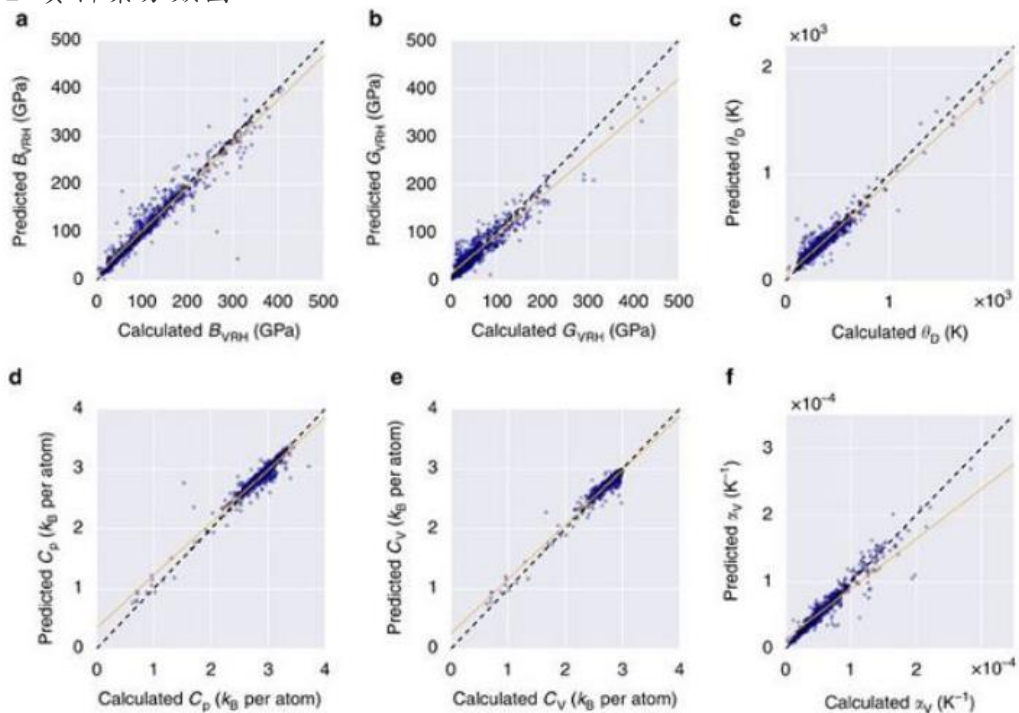 a
500
400
300
200
100
0
Predicted B_VRH (GPa)
0 100 200 300 400 500
Calculated B_VRH (GPa)
b
500
400
300
200
100
0
Predicted G_VRH (GPa)
0 100 200 300 400 500
Calculated G_VRH (GPa)
c
×10³
2
1
0
Predicted θ_D (K)
0 1 ×10³
Calculated θ_D (K)
d
4
3
2
1
0
Predicted C_p (k_B per atom)
0 1 2 3 4
Calculated C_p (k_B per atom)
e
4
3
2
1
0
Predicted C_V (k_B per atom)
0 1 2 3 4
Calculated C_V (k_B per atom)
f
×10⁻⁴
3
2
1
0
Predicted α_V (K⁻¹)
0 1 2 ×10⁻⁴
Calculated α_V (K⁻¹)